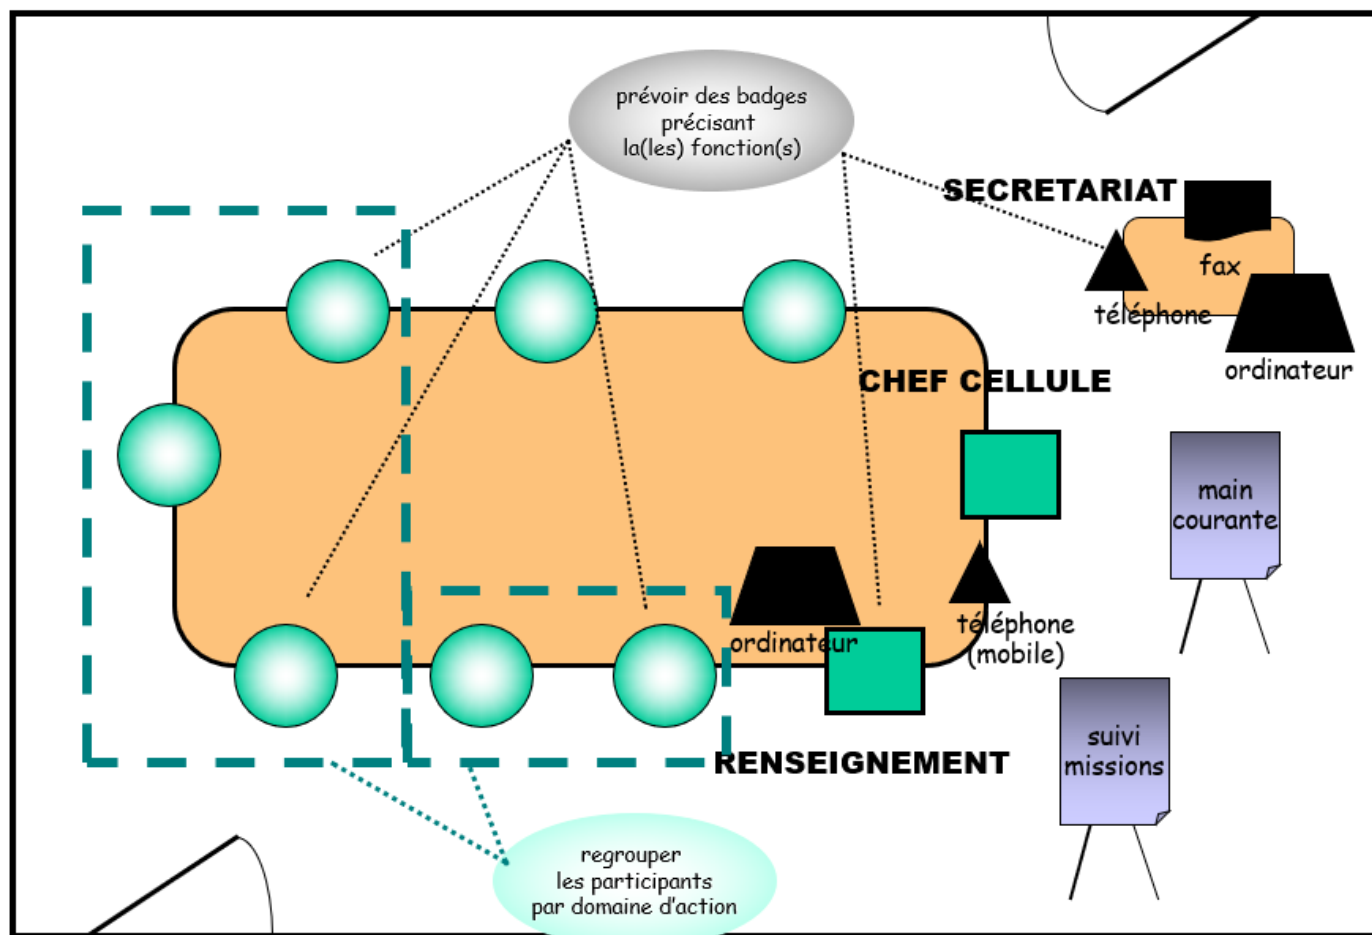 prévoir des badges
précisant
la(les) fonction(s)
SECRETARIAT
fax
téléphone
ordinateur
CHEF CELLULE
main
courante
ordinateur
téléphone
(mobile)
suivi
missions
RENSEIGNEMENT
regrouper
les participants
par domaine d'action